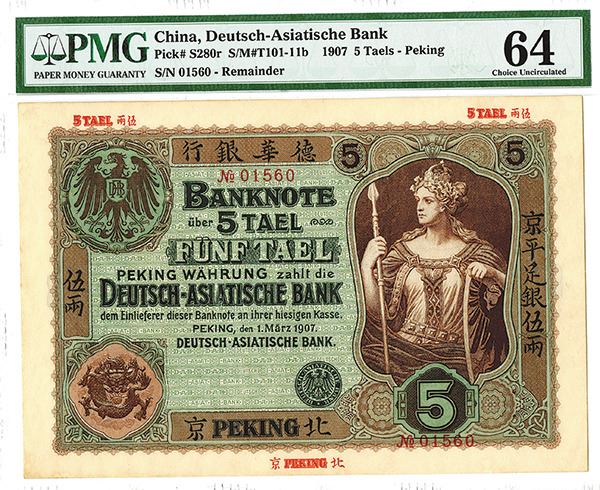 PMG
PAPER MONEY GUARANTY
China, Deutsch-Asiatische Bank
Pick# S280r S/M#T101-11b 1907 5 Taels - Peking
S/N 01560 - Remainder
64
Choice Uncirculated
5 TAEL 兩伍
5 TAEL 兩伍
行銀華德
5
5
№ 01560
BANKNOTE
über 5 TAEL
FÜNF TAEL
PEKING WÄHRUNG zahlt die
DEUTSCH-ASIATISCHE BANK
dem Einlieferer dieser Banknote an ihrer hiesigen Kasse.
PEKING, den 1. März 1907.
DEUTSCH-ASIATISCHE BANK.
伍兩
京平足銀伍兩
5
京 PEKING 北
№ 01560
京 PEKING 北